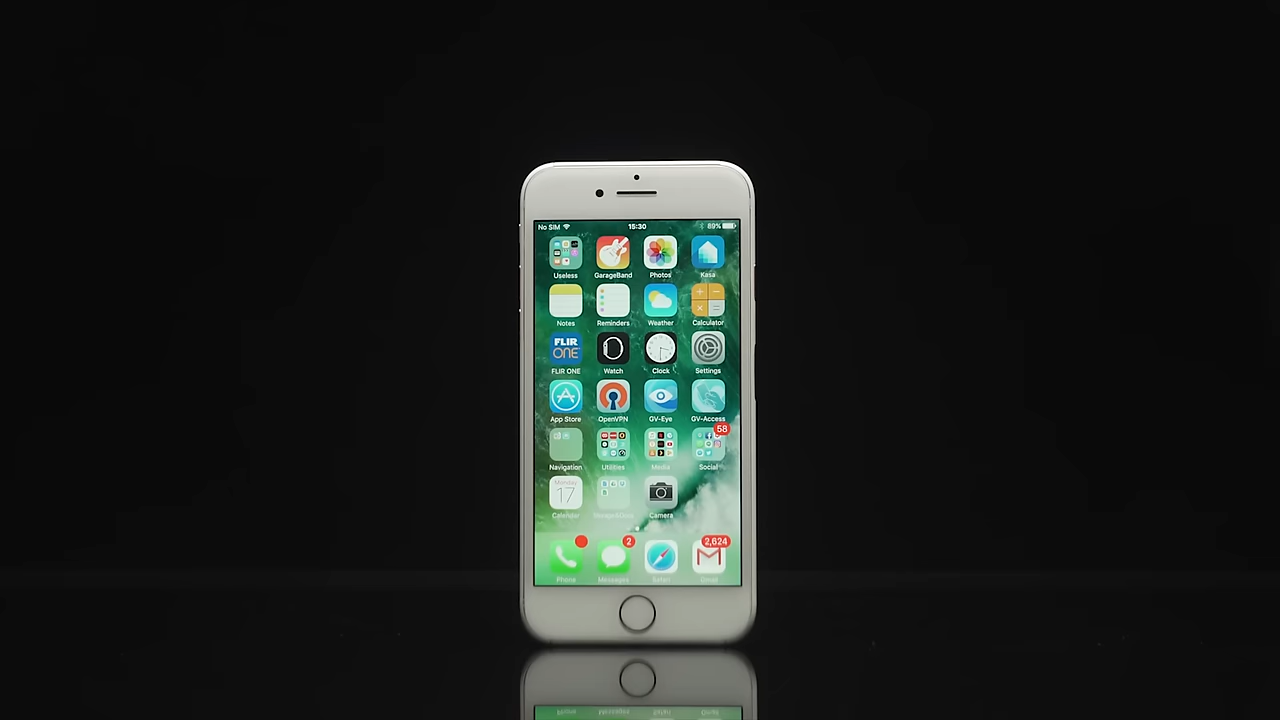 No SIM 15:30 89%
Useless GarageBand Photos Kasa
Notes Reminders Weather Calculator
FLIR
ONE
FLIR ONE Watch Clock Settings
App Store OpenVPN GV-Eye GV-Access
58
Navigation Utilities Media Social
Monday
17
Calendar Camera
2 2,624
Phone Messages Safari Gmail